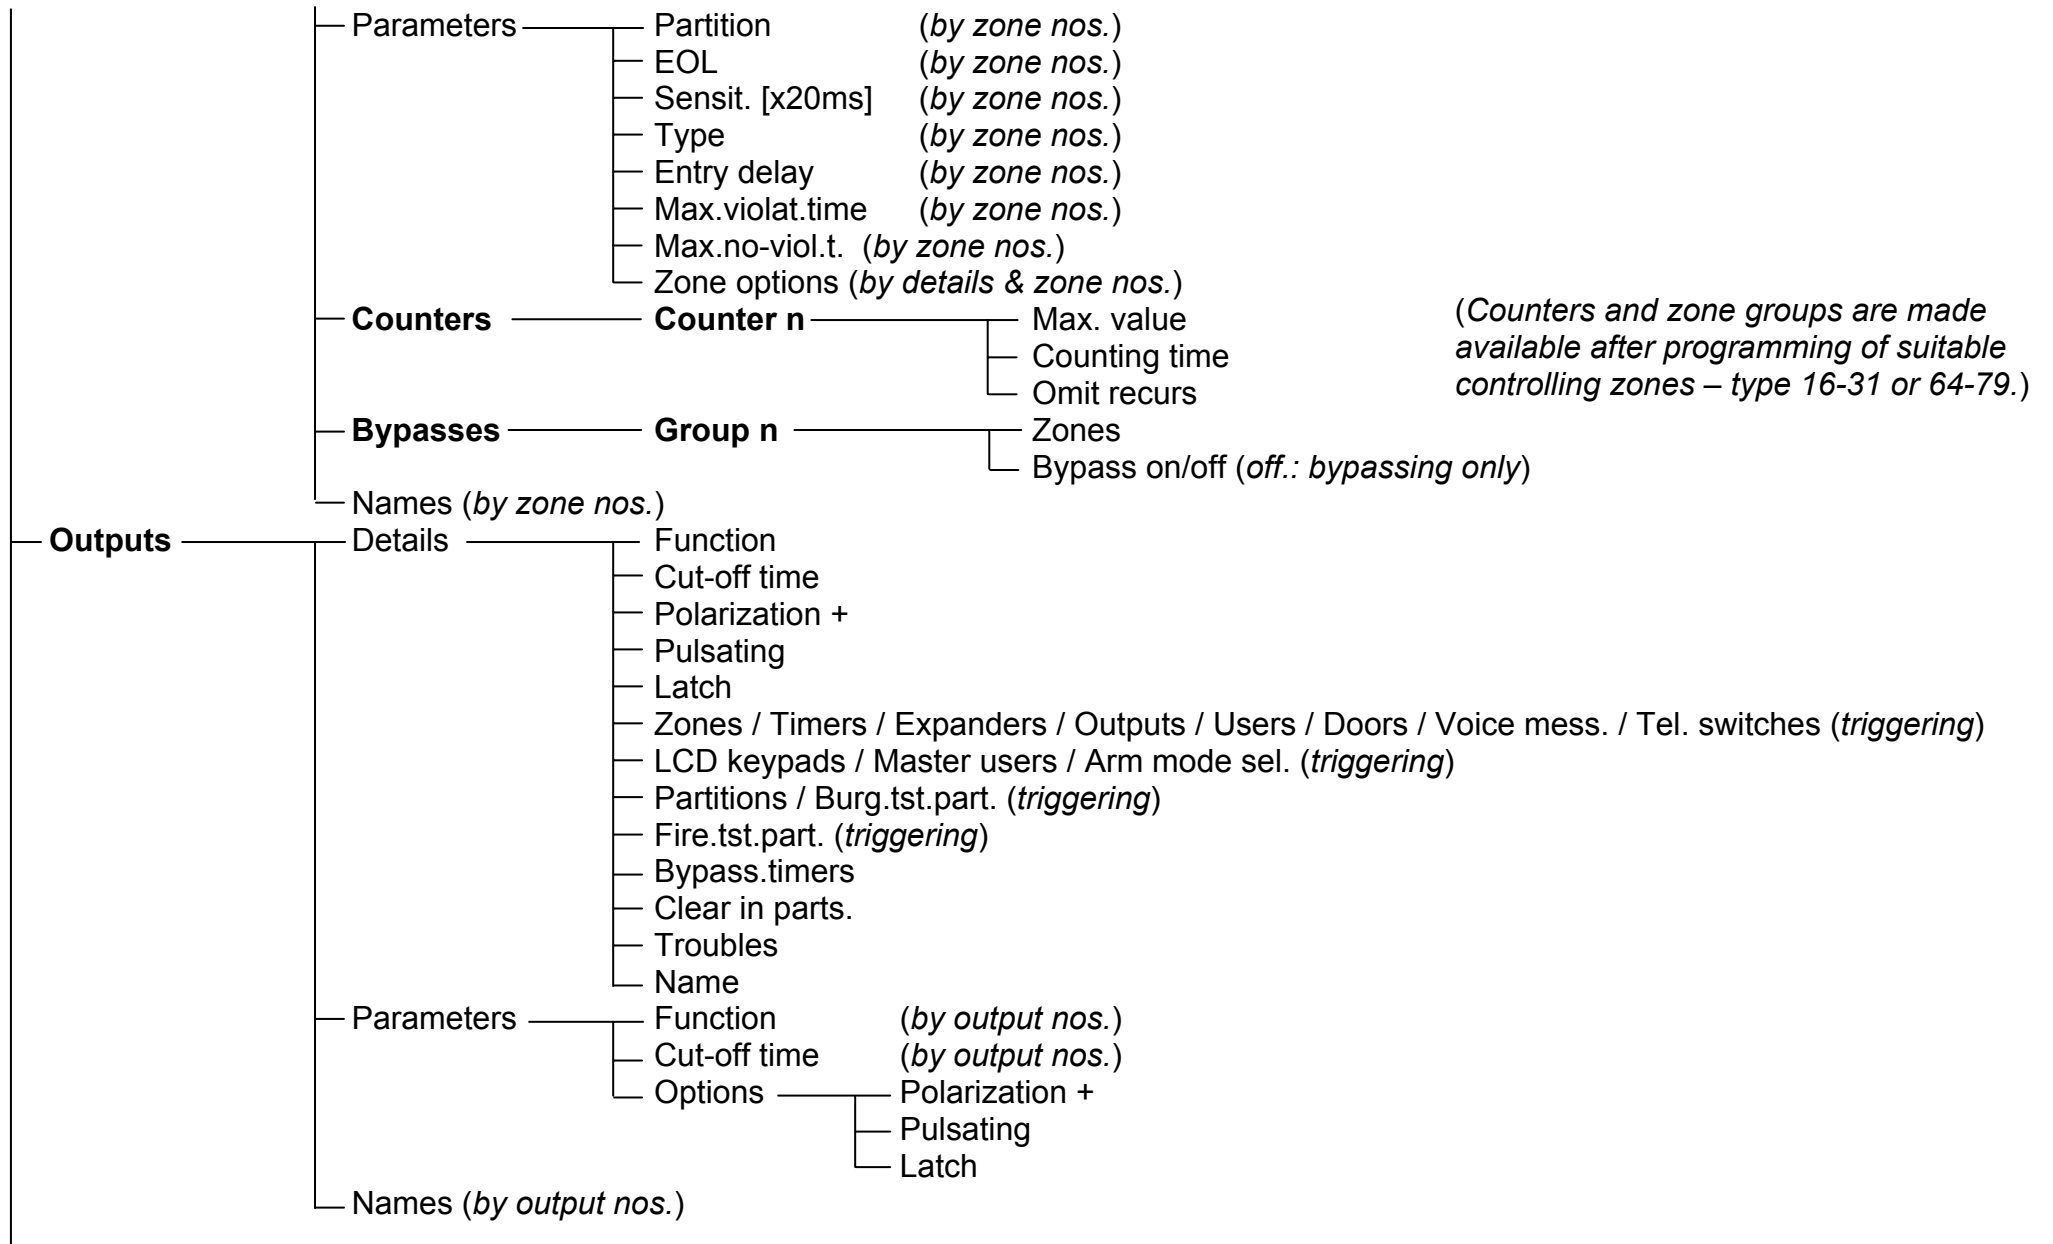 Parameters Partition (by zone nos.)
EOL (by zone nos.)
Sensit. [x20ms] (by zone nos.)
Type (by zone nos.)
Entry delay (by zone nos.)
Max.violat.time (by zone nos.)
Max.no-viol.t. (by zone nos.)
Zone options (by details & zone nos.)
Counters Counter n Max. value
Counting time
Omit recurs
(Counters and zone groups are made
available after programming of suitable
controlling zones – type 16-31 or 64-79.)
Bypasses Group n Zones
Bypass on/off (off.: bypassing only)
Names (by zone nos.)
Outputs Details Function
Cut-off time
Polarization +
Pulsating
Latch
Zones / Timers / Expanders / Outputs / Users / Doors / Voice mess. / Tel. switches (triggering)
LCD keypads / Master users / Arm mode sel. (triggering)
Partitions / Burg.tst.part. (triggering)
Fire.tst.part. (triggering)
Bypass.timers
Clear in parts.
Troubles
Name
Parameters Function (by output nos.)
Cut-off time (by output nos.)
Options Polarization +
Pulsating
Latch
Names (by output nos.)